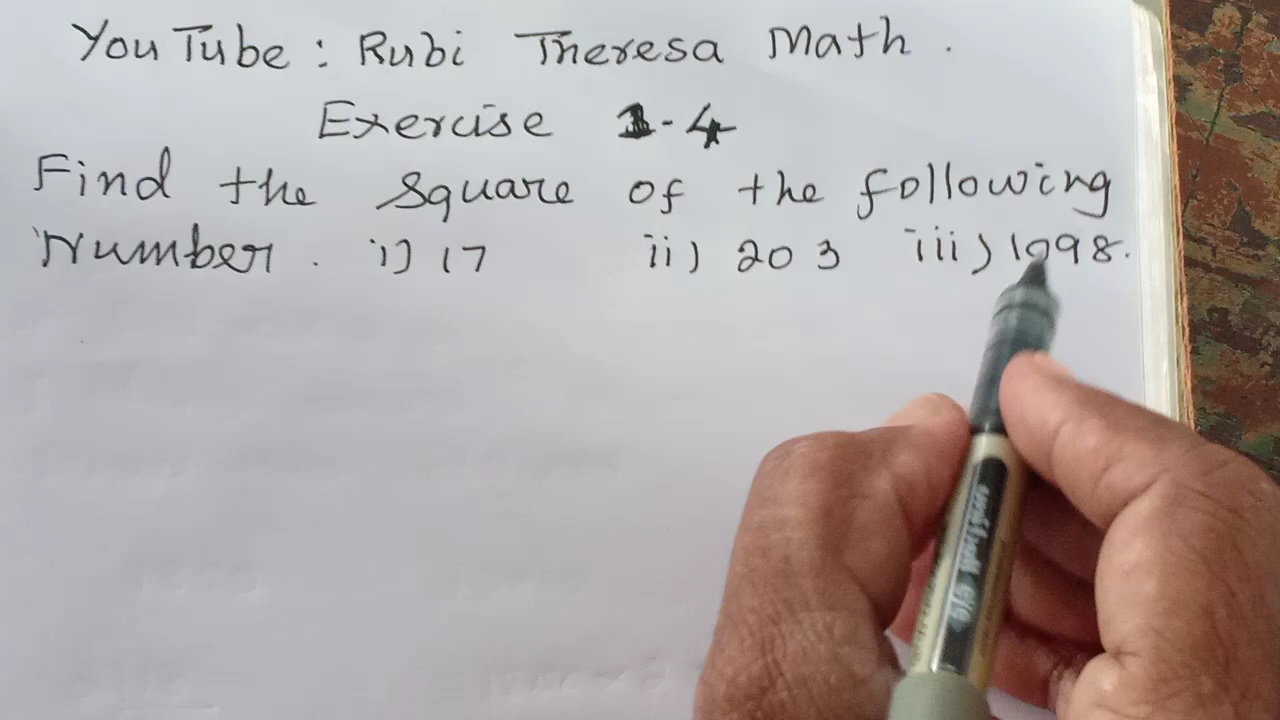 YouTube : Rubi Theresa Math .
Exercise 1-4
Find the square of the following
Number . i) 17 ii) 203 iii) 1098.
eye